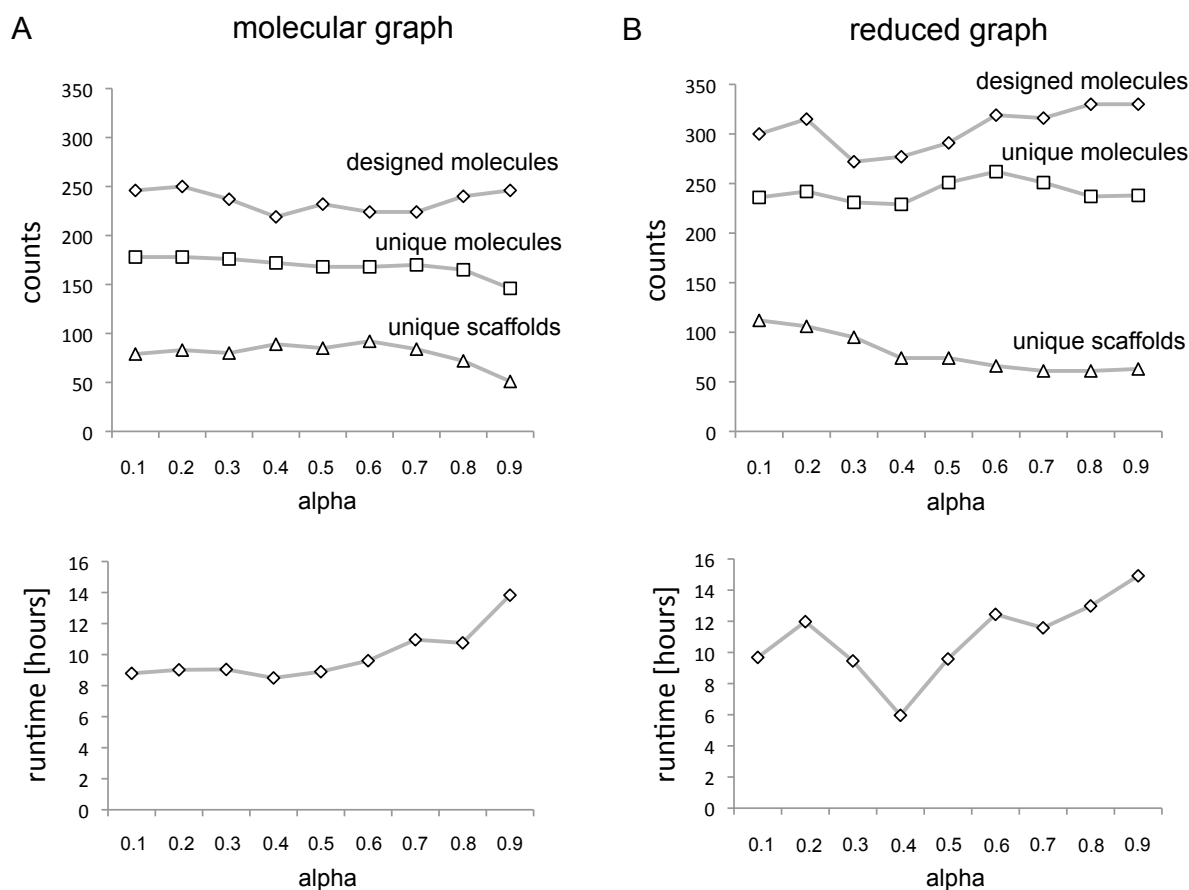 A
molecular graph
350
300
250
200
150
100
50
0
counts
designed molecules
unique molecules
unique scaffolds
0.1 0.2 0.3 0.4 0.5 0.6 0.7 0.8 0.9
alpha
16
14
12
10
8
6
4
2
0
runtime [hours]
0.1 0.2 0.3 0.4 0.5 0.6 0.7 0.8 0.9
alpha
B
reduced graph
350
300
250
200
150
100
50
0
counts
designed molecules
unique molecules
unique scaffolds
0.1 0.2 0.3 0.4 0.5 0.6 0.7 0.8 0.9
alpha
16
14
12
10
8
6
4
2
0
runtime [hours]
0.1 0.2 0.3 0.4 0.5 0.6 0.7 0.8 0.9
alpha